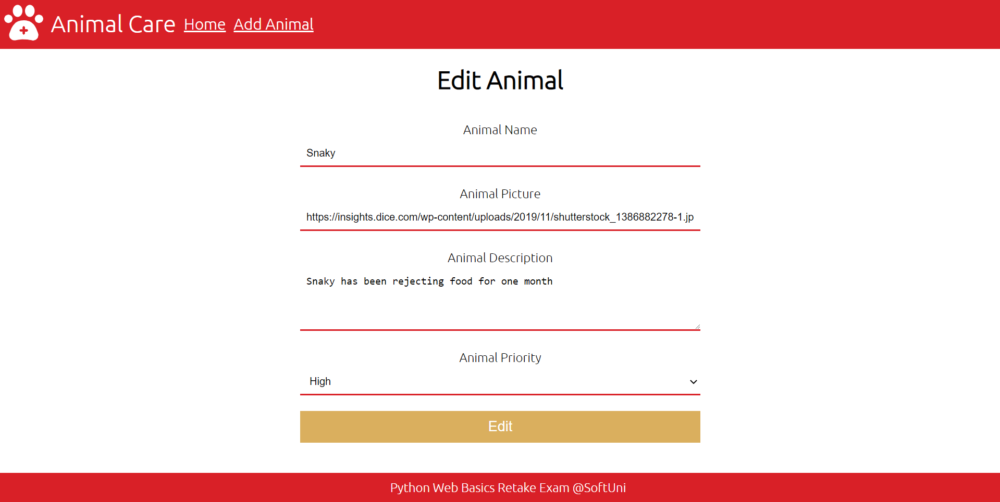 Animal Care Home Add Animal
Edit Animal
Animal Name
Snaky
Animal Picture
https://insights.dice.com/wp-content/uploads/2019/11/shutterstock_1386882278-1.jp
Animal Description
Snaky has been rejecting food for one month
Animal Priority
High
Edit
Python Web Basics Retake Exam @SoftUni